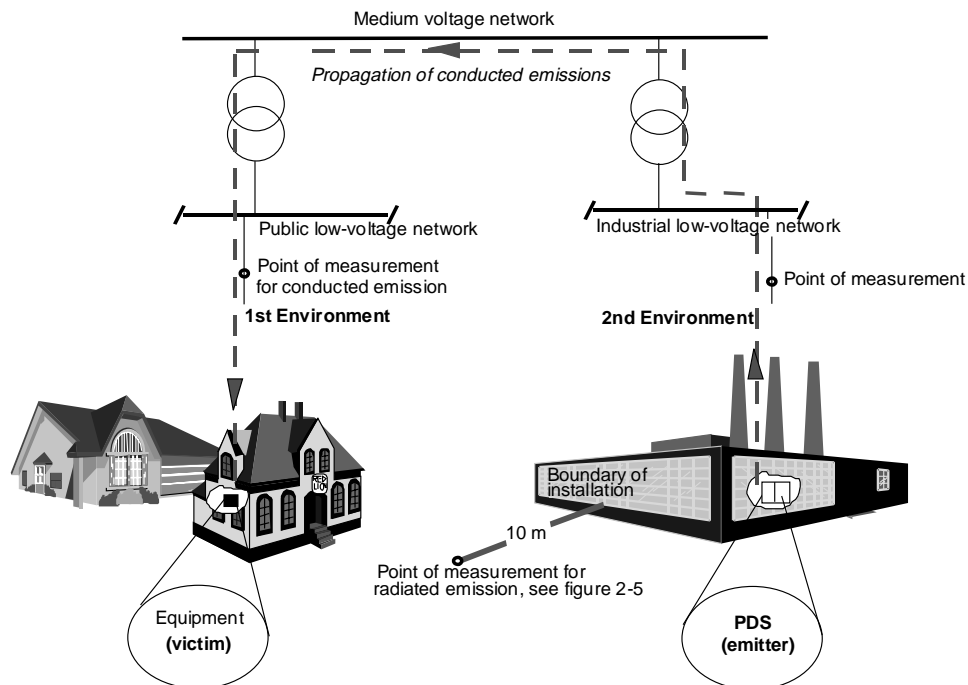 Medium voltage network
Propagation of conducted emissions
Public low-voltage network
Industrial low-voltage network
Point of measurement
for conducted emission
Point of measurement
1st Environment
2nd Environment
RED
LION
Boundary of
installation
10 m
Point of measurement for
radiated emission, see figure 2-5
Equipment
(victim)
PDS
(emitter)